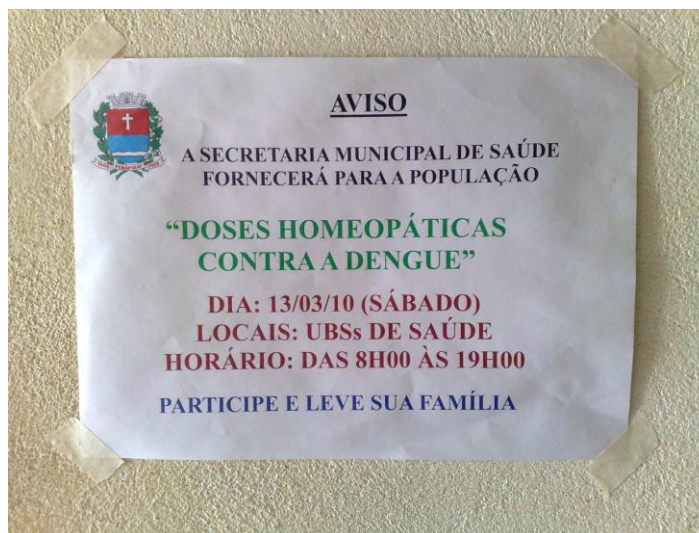 AVISO
A SECRETARIA MUNICIPAL DE SAÚDE
FORNECERÁ PARA A POPULAÇÃO
“DOSES HOMEOPÁTICAS
CONTRA A DENGUE”
DIA: 13/03/10 (SÁBADO)
LOCAIS: UBSs DE SAÚDE
HORÁRIO: DAS 8H00 ÀS 19H00
PARTICIPE E LEVE SUA FAMÍLIA